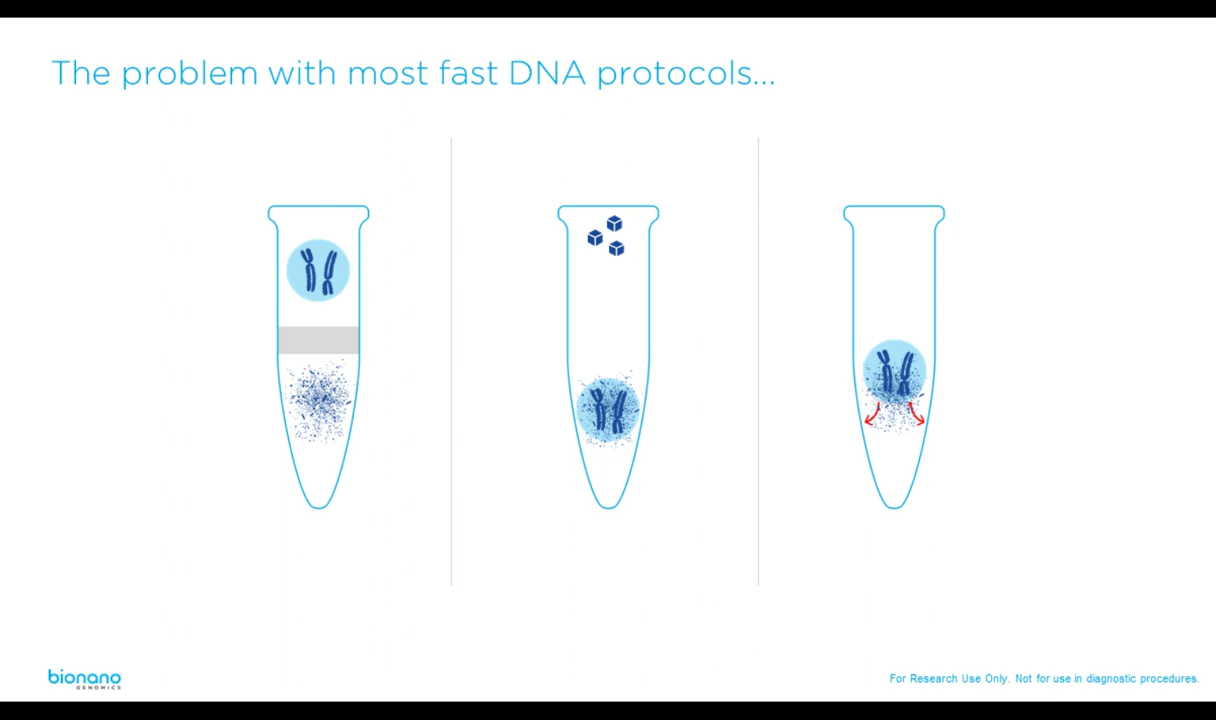 The problem with most fast DNA protocols...
bionano
GENOMICS
For Research Use Only. Not for use in diagnostic procedures.